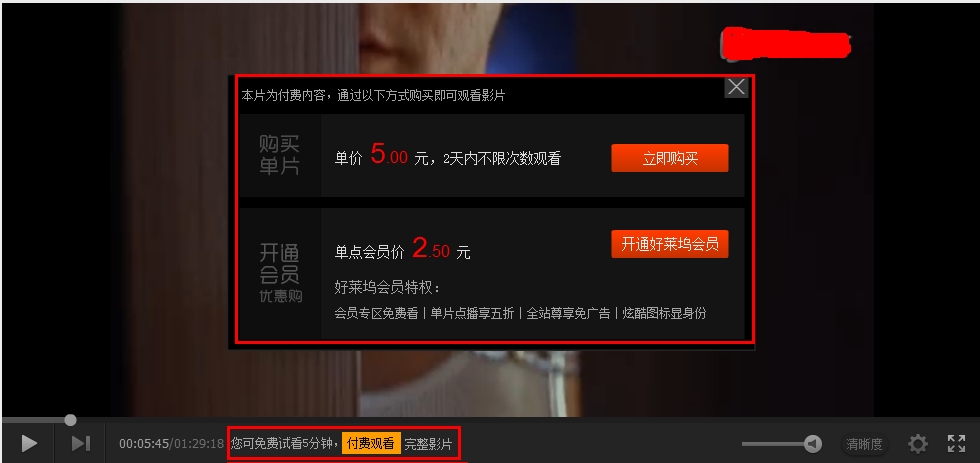 本片为付费内容，通过以下方式购买即可观看影片
购买
单片
单价 5.00 元，2天内不限次数观看
立即购买
开通
会员
优惠购
单点会员价 2.50 元
开通好莱坞会员
好莱坞会员特权：
会员专区免费看 | 单片点播享五折 | 全站尊享免广告 | 炫酷图标显身份
00:05:45/01:29:18 您可免费试看5分钟，付费观看 完整影片 清晰度